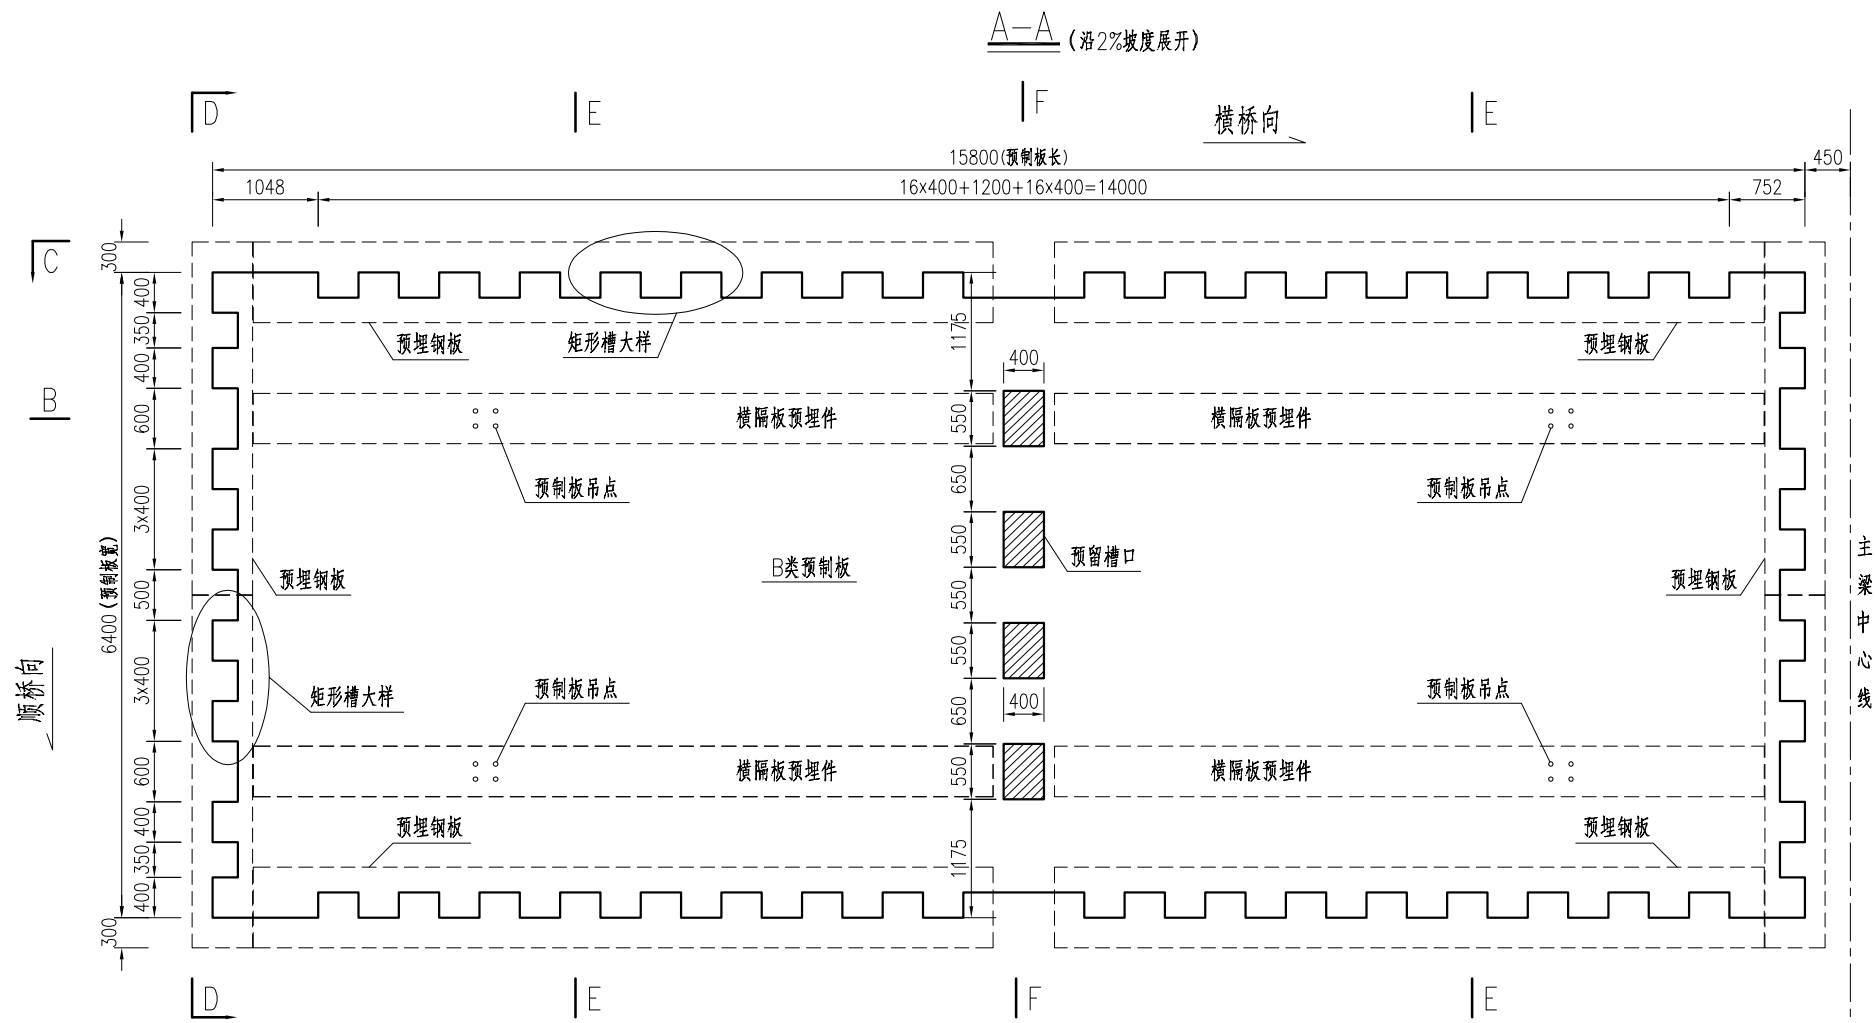 A-A (沿2%坡度展开)
D
E
F
E
横桥向
15800(预制板长)
450
1048
16x400+1200+16x400=14000
752
C
300
400
350
400
600
3x400
500
3x400
600
400
350
400
300
6400(预制板宽)
B
顺桥向
预埋钢板
矩形槽大样
1175
400
预埋钢板
横隔板预埋件
550
横隔板预埋件
预制板吊点
650
预制板吊点
550
预留槽口
B类预制板
预埋钢板
550
预埋钢板
主梁中心线
550
矩形槽大样
预制板吊点
650
400
预制板吊点
横隔板预埋件
550
横隔板预埋件
预埋钢板
1175
预埋钢板
D
E
F
E